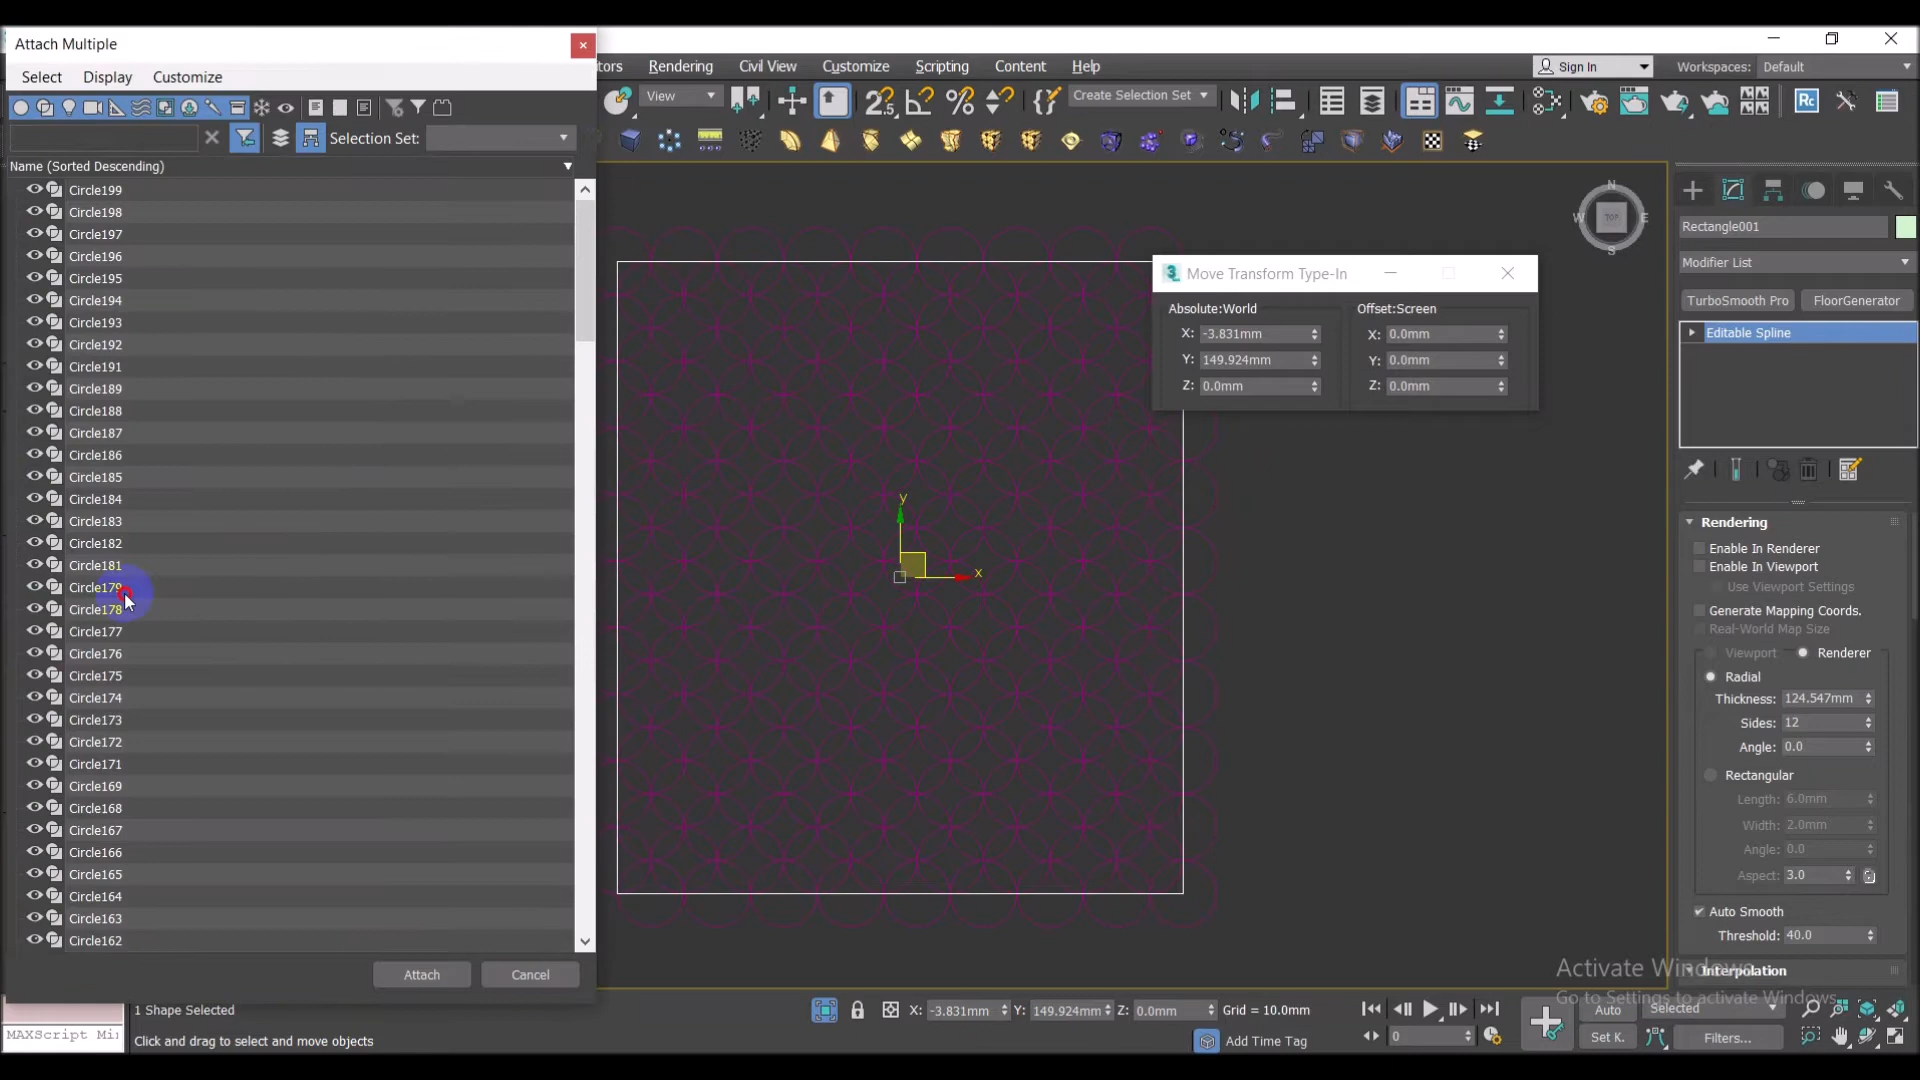 Attach Multiple
Select Display Customize
Selection Set:
Name (Sorted Descending)
Circle199
Circle198
Circle197
Circle196
Circle195
Circle194
Circle193
Circle192
Circle191
Circle189
Circle188
Circle187
Circle186
Circle185
Circle184
Circle183
Circle182
Circle181
Circle179
Circle178
Circle177
Circle176
Circle175
Circle174
Circle173
Circle172
Circle171
Circle169
Circle168
Circle167
Circle166
Circle165
Circle164
Circle163
Circle162
Attach Cancel
tors Rendering Civil View Customize Scripting Content Help
Sign In Workspaces: Default
View Create Selection Set
Rc
N
W TOP E
S
y
x
Move Transform Type-In
Absolute:World Offset:Screen
X: -3.831mm X: 0.0mm
Y: 149.924mm Y: 0.0mm
Z: 0.0mm Z: 0.0mm
Rectangle001
Modifier List
TurboSmooth Pro FloorGenerator
Editable Spline
Rendering
Enable In Renderer
Enable In Viewport
Use Viewport Settings
Generate Mapping Coords.
Real-World Map Size
Viewport Renderer
Radial
Thickness: 124.547mm
Sides: 12
Angle: 0.0
Rectangular
Length: 6.0mm
Width: 2.0mm
Angle: 0.0
Aspect: 3.0
Auto Smooth
Threshold: 40.0
Interpolation
Activate Windows
Go to Settings to activate Windows.
1 Shape Selected
X: -3.831mm Y: 149.924mm Z: 0.0mm Grid = 10.0mm
Auto Selected
MAXScript Mi
Click and drag to select and move objects
Add Time Tag
0
Set K. Filters...